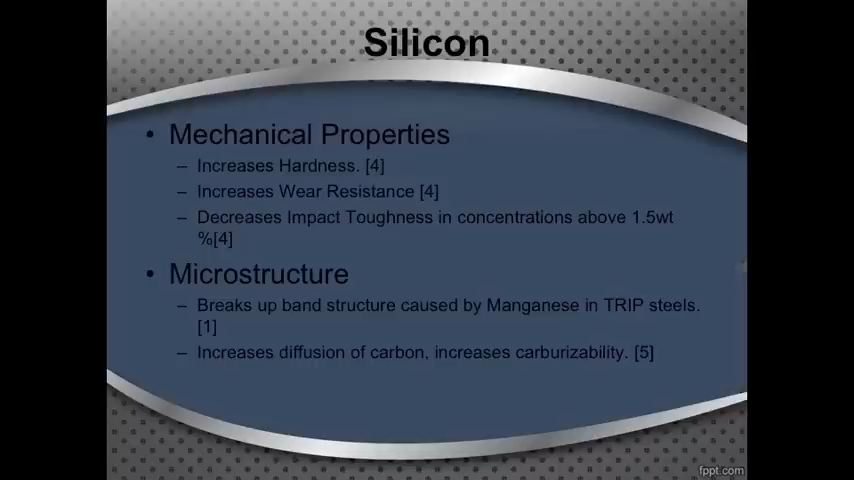 Silicon
• Mechanical Properties
– Increases Hardness. [4]
– Increases Wear Resistance [4]
– Decreases Impact Toughness in concentrations above 1.5wt
%[4]
• Microstructure
– Breaks up band structure caused by Manganese in TRIP steels.
[1]
– Increases diffusion of carbon, increases carburizability. [5]
fppt.com